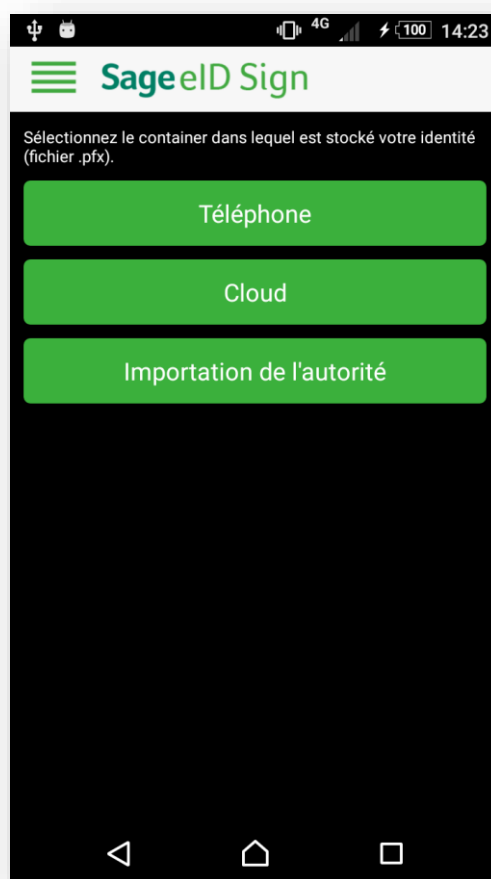 4G 100 14:23
Sage eID Sign
Sélectionnez le container dans lequel est stocké votre identité
(fichier .pfx).
Téléphone
Cloud
Importation de l'autorité